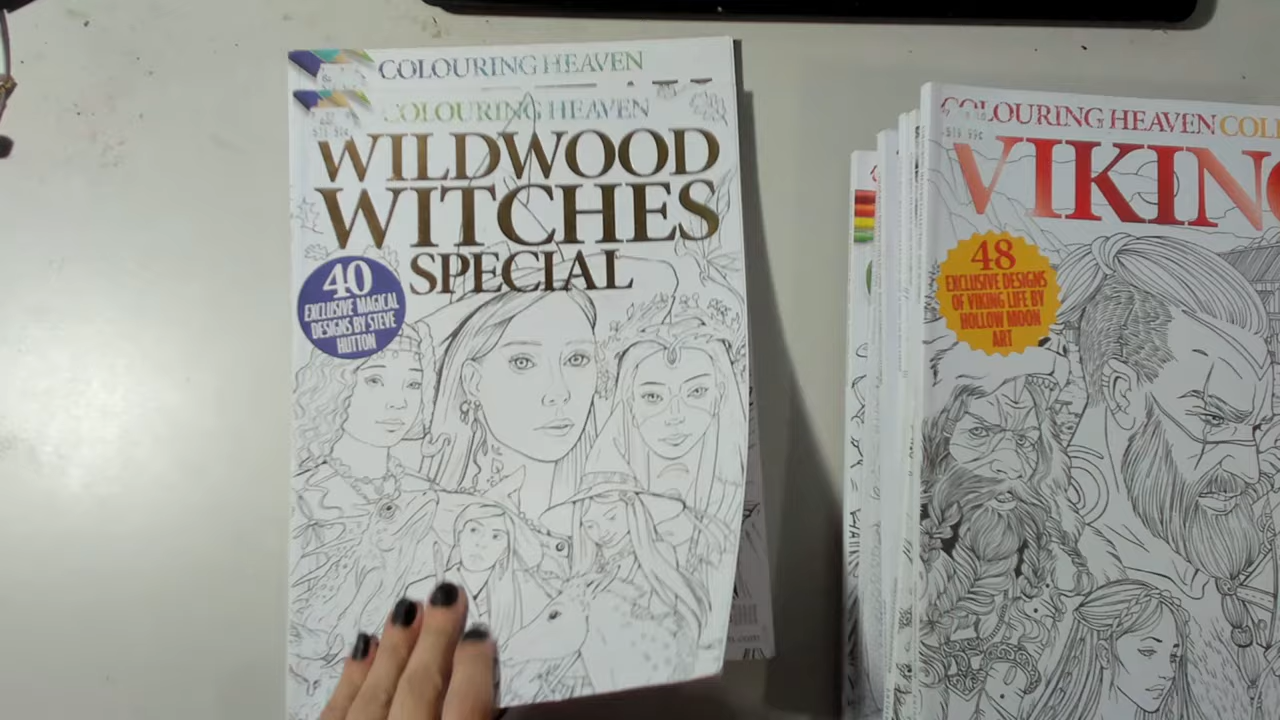 COLOURING HEAVEN
COLOURING HEAVEN
WILDWOOD
WITCHES
SPECIAL
40
EXCLUSIVE MAGICAL
DESIGNS BY STEVE
HUTTON
COLOURING HEAVEN
VIKIN
48
EXCLUSIVE DESIGNS
OF VIKING LIFE BY
HOLLOW MOON
ART